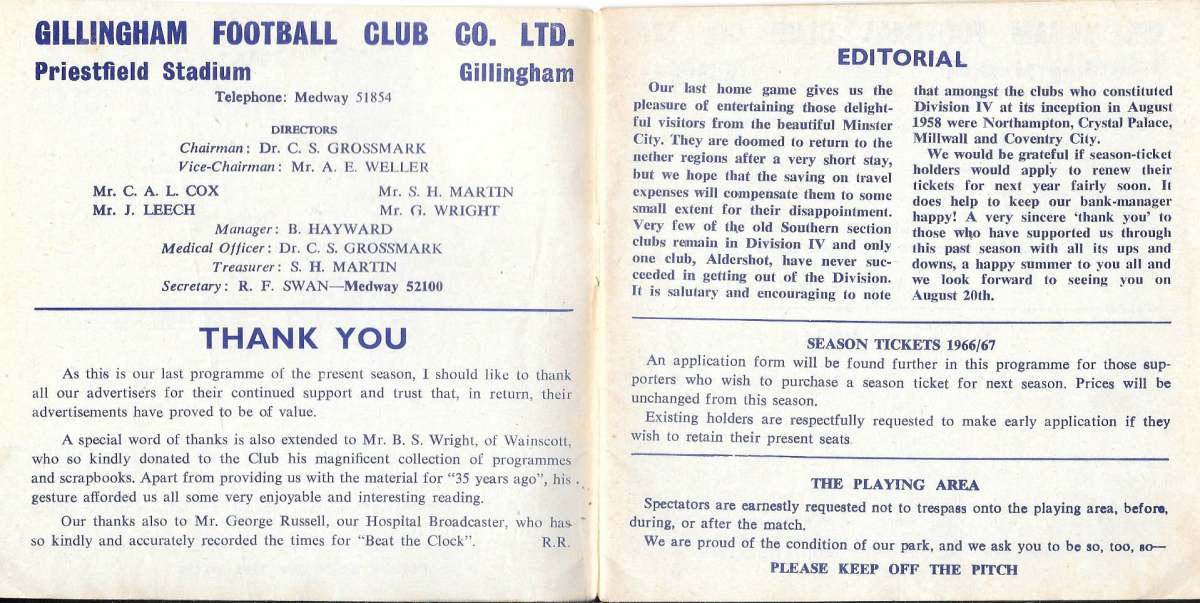 GILLINGHAM FOOTBALL CLUB CO. LTD.
Priestfield Stadium Gillingham
Telephone: Medway 51854
DIRECTORS
Chairman: Dr. C. S. GROSSMARK
Vice-Chairman: Mr. A. E. WELLER
Mr. C. A. L. COX Mr. S. H. MARTIN
Mr. J. LEECH Mr. G. WRIGHT
Manager: B. HAYWARD
Medical Officer: Dr. C. S. GROSSMARK
Treasurer: S. H. MARTIN
Secretary: R. F. SWAN—Medway 52100
THANK YOU
As this is our last programme of the present season, I should like to thank
all our advertisers for their continued support and trust that, in return, their
advertisements have proved to be of value.
A special word of thanks is also extended to Mr. B. S. Wright, of Wainscott,
who so kindly donated to the Club his magnificent collection of programmes
and scrapbooks. Apart from providing us with the material for "35 years ago", his
gesture afforded us all some very enjoyable and interesting reading.
Our thanks also to Mr. George Russell, our Hospital Broadcaster, who has
so kindly and accurately recorded the times for "Beat the Clock". R.R.
EDITORIAL
Our last home game gives us the
pleasure of entertaining those delight-
ful visitors from the beautiful Minster
City. They are doomed to return to the
nether regions after a very short stay,
but we hope that the saving on travel
expenses will compensate them to some
small extent for their disappointment.
Very few of the old Southern section
clubs remain in Division IV and only
one club, Aldershot, have never suc-
ceeded in getting out of the Division.
It is salutary and encouraging to note
that amongst the clubs who constituted
Division IV at its inception in August
1958 were Northampton, Crystal Palace,
Millwall and Coventry City.
We would be grateful if season-ticket
holders would apply to renew their
tickets for next year fairly soon. It
does help to keep our bank-manager
happy! A very sincere 'thank you' to
those who have supported us through
this past season with all its ups and
downs, a happy summer to you all and
we look forward to seeing you on
August 20th.
SEASON TICKETS 1966/67
An application form will be found further in this programme for those sup-
porters who wish to purchase a season ticket for next season. Prices will be
unchanged from this season.
Existing holders are respectfully requested to make early application if they
wish to retain their present seats.
THE PLAYING AREA
Spectators are earnestly requested not to trespass onto the playing area, before,
during, or after the match.
We are proud of the condition of our park, and we ask you to be so, too, so—
PLEASE KEEP OFF THE PITCH